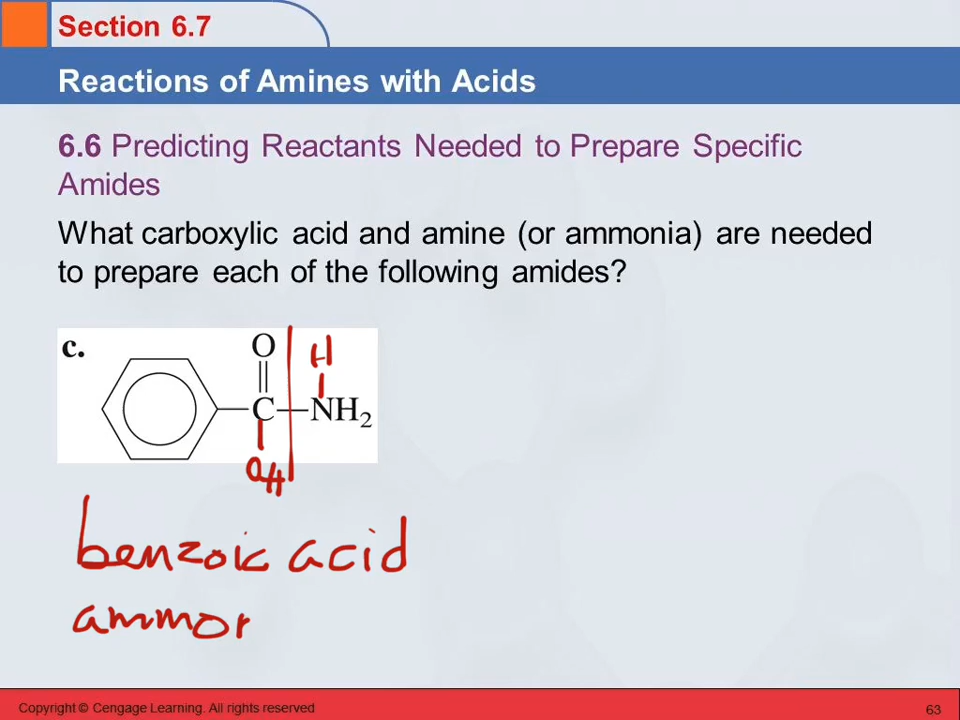 Section 6.7
Reactions of Amines with Acids
6.6 Predicting Reactants Needed to Prepare Specific
Amides
What carboxylic acid and amine (or ammonia) are needed
to prepare each of the following amides?
c.
O
H
C
NH₂
OH
benzoic acid
ammon
Copyright © Cengage Learning. All rights reserved
63